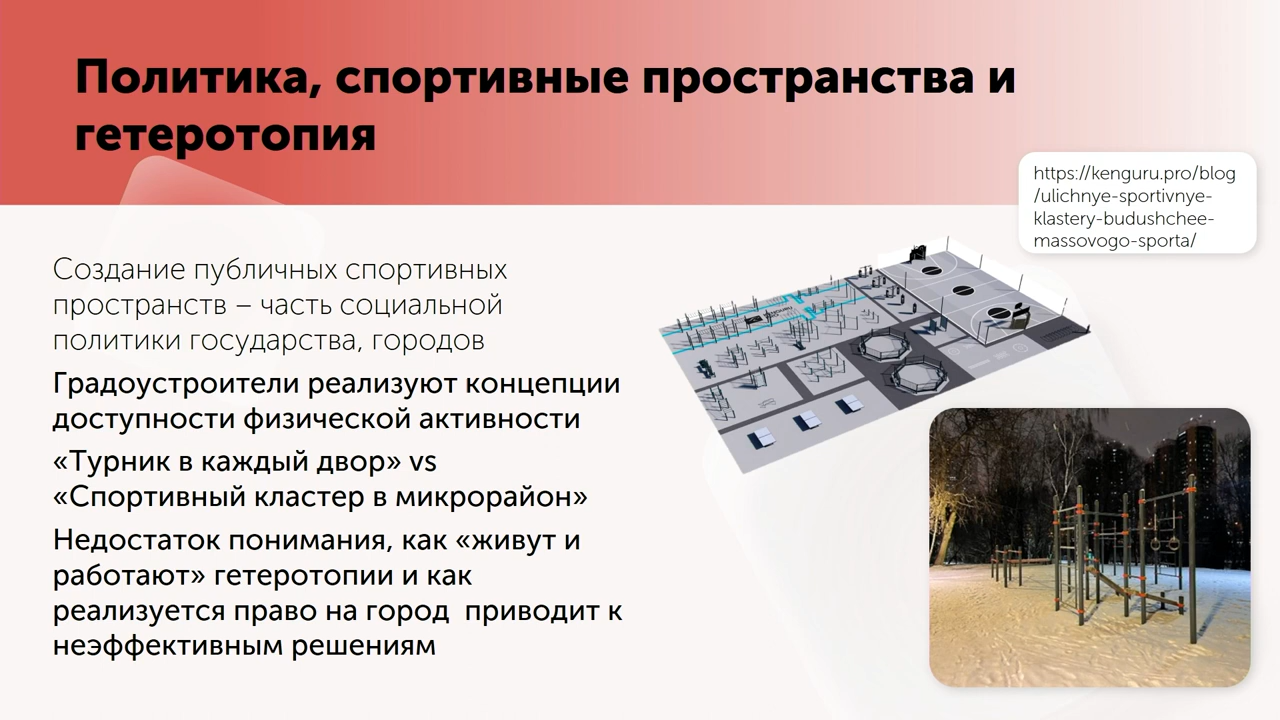 Политика, спортивные пространства и
гетеротопия
https://kenguru.pro/blog
/ulichnye-sportivnye-
klastery-budushchee-
massovogo-sporta/
Создание публичных спортивных
пространств – часть социальной
политики государства, городов
Градоустроители реализуют концепции
доступности физической активности
«Турник в каждый двор» vs
«Спортивный кластер в микрорайон»
Недостаток понимания, как «живут и
работают» гетеротопии и как
реализуется право на город  приводит к
неэффективным решениям